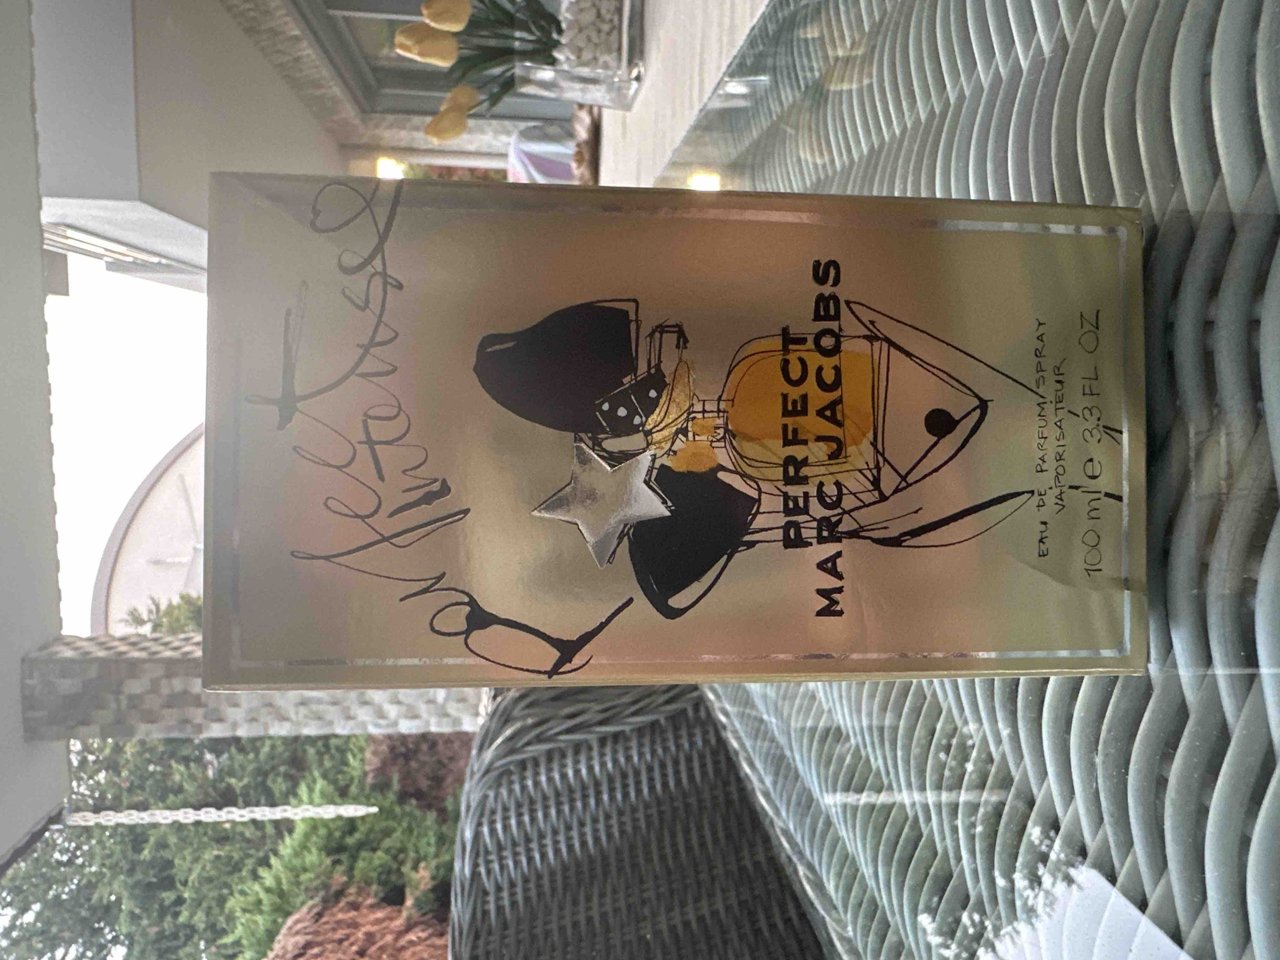 PERFECT
MARC JACOBS
EAU DE PARFUM/SPRAY
VAPORISATEUR
100 ml e 3.3 FL OZ